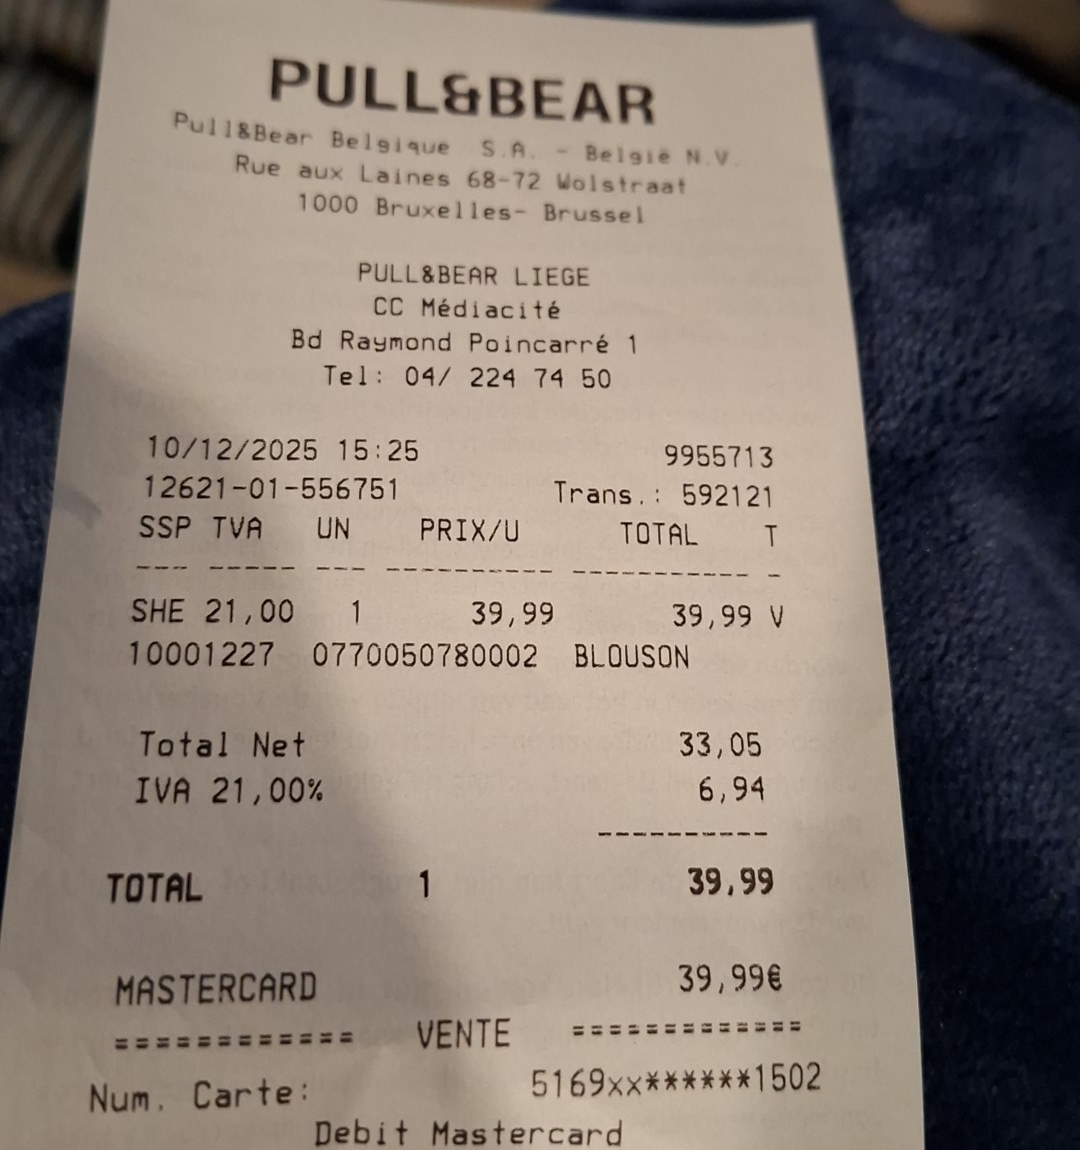 PULL&BEAR
Pull&Bear Belgique S.A. - België N.V.
Rue aux Laines 68-72 Wolstraat
1000 Bruxelles- Brussel
PULL&BEAR LIEGE
CC Médiacité
Bd Raymond Poincarré 1
Tel: 04/ 224 74 50
10/12/2025 15:25 9955713
12621-01-556751 Trans.: 592121
SSP TVA UN PRIX/U TOTAL T
--- ----- --- ---------- ---------- -
SHE 21,00 1 39,99 39,99 V
10001227 0770050780002 BLOUSON
Total Net 33,05
IVA 21,00% 6,94
----------
TOTAL 1 39,99
MASTERCARD 39,99€
============ VENTE =============
Num. Carte: 5169xx******1502
Debit Mastercard